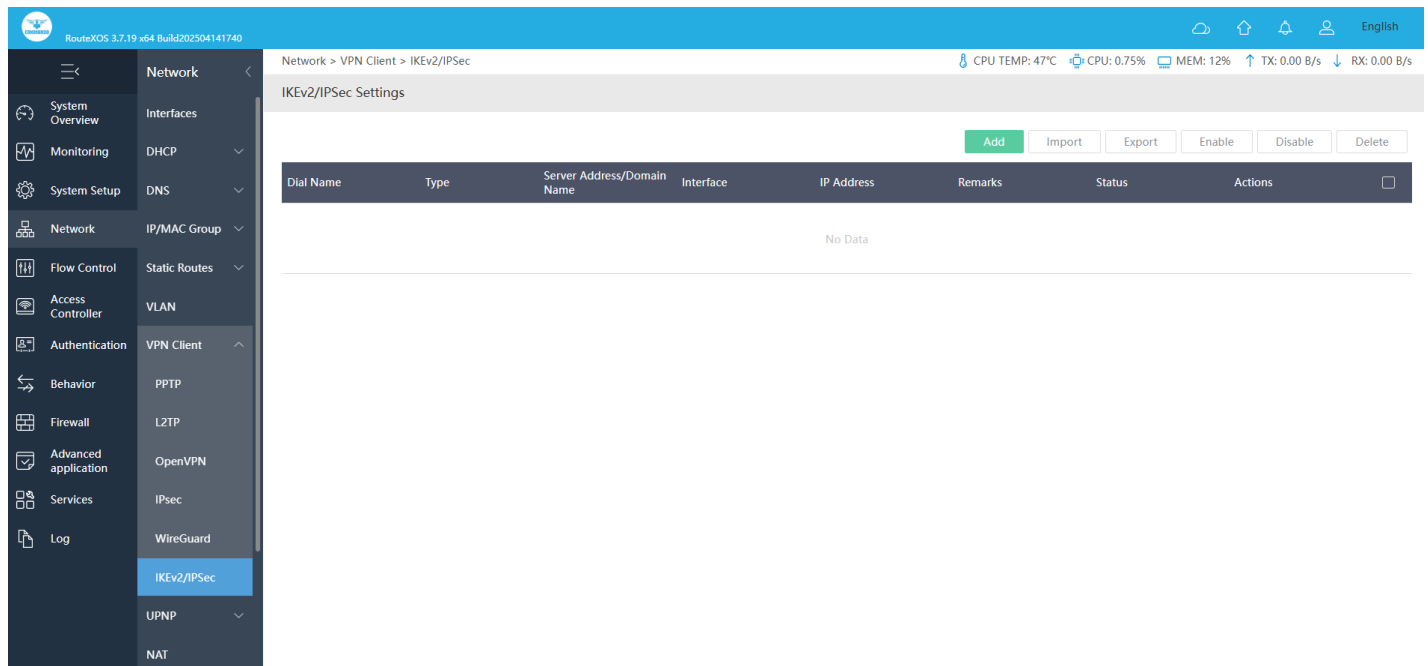 COMMANDO
RouteXOS 3.7.19 x64 Build202504141740
English
Network
Network > VPN Client > IKEv2/IPSec
CPU TEMP: 47°C
CPU: 0.75%
MEM: 12%
TX: 0.00 B/s
RX: 0.00 B/s
IKEv2/IPSec Settings
System
Overview
Monitoring
System Setup
Network
Flow Control
Access
Controller
Authentication
Behavior
Firewall
Advanced
application
Services
Log
Interfaces
DHCP
DNS
IP/MAC Group
Static Routes
VLAN
VPN Client
PPTP
L2TP
OpenVPN
IPsec
WireGuard
IKEv2/IPSec
UPNP
NAT
Add
Import
Export
Enable
Disable
Delete
Dial Name
Type
Server Address/Domain
Name
Interface
IP Address
Remarks
Status
Actions
No Data